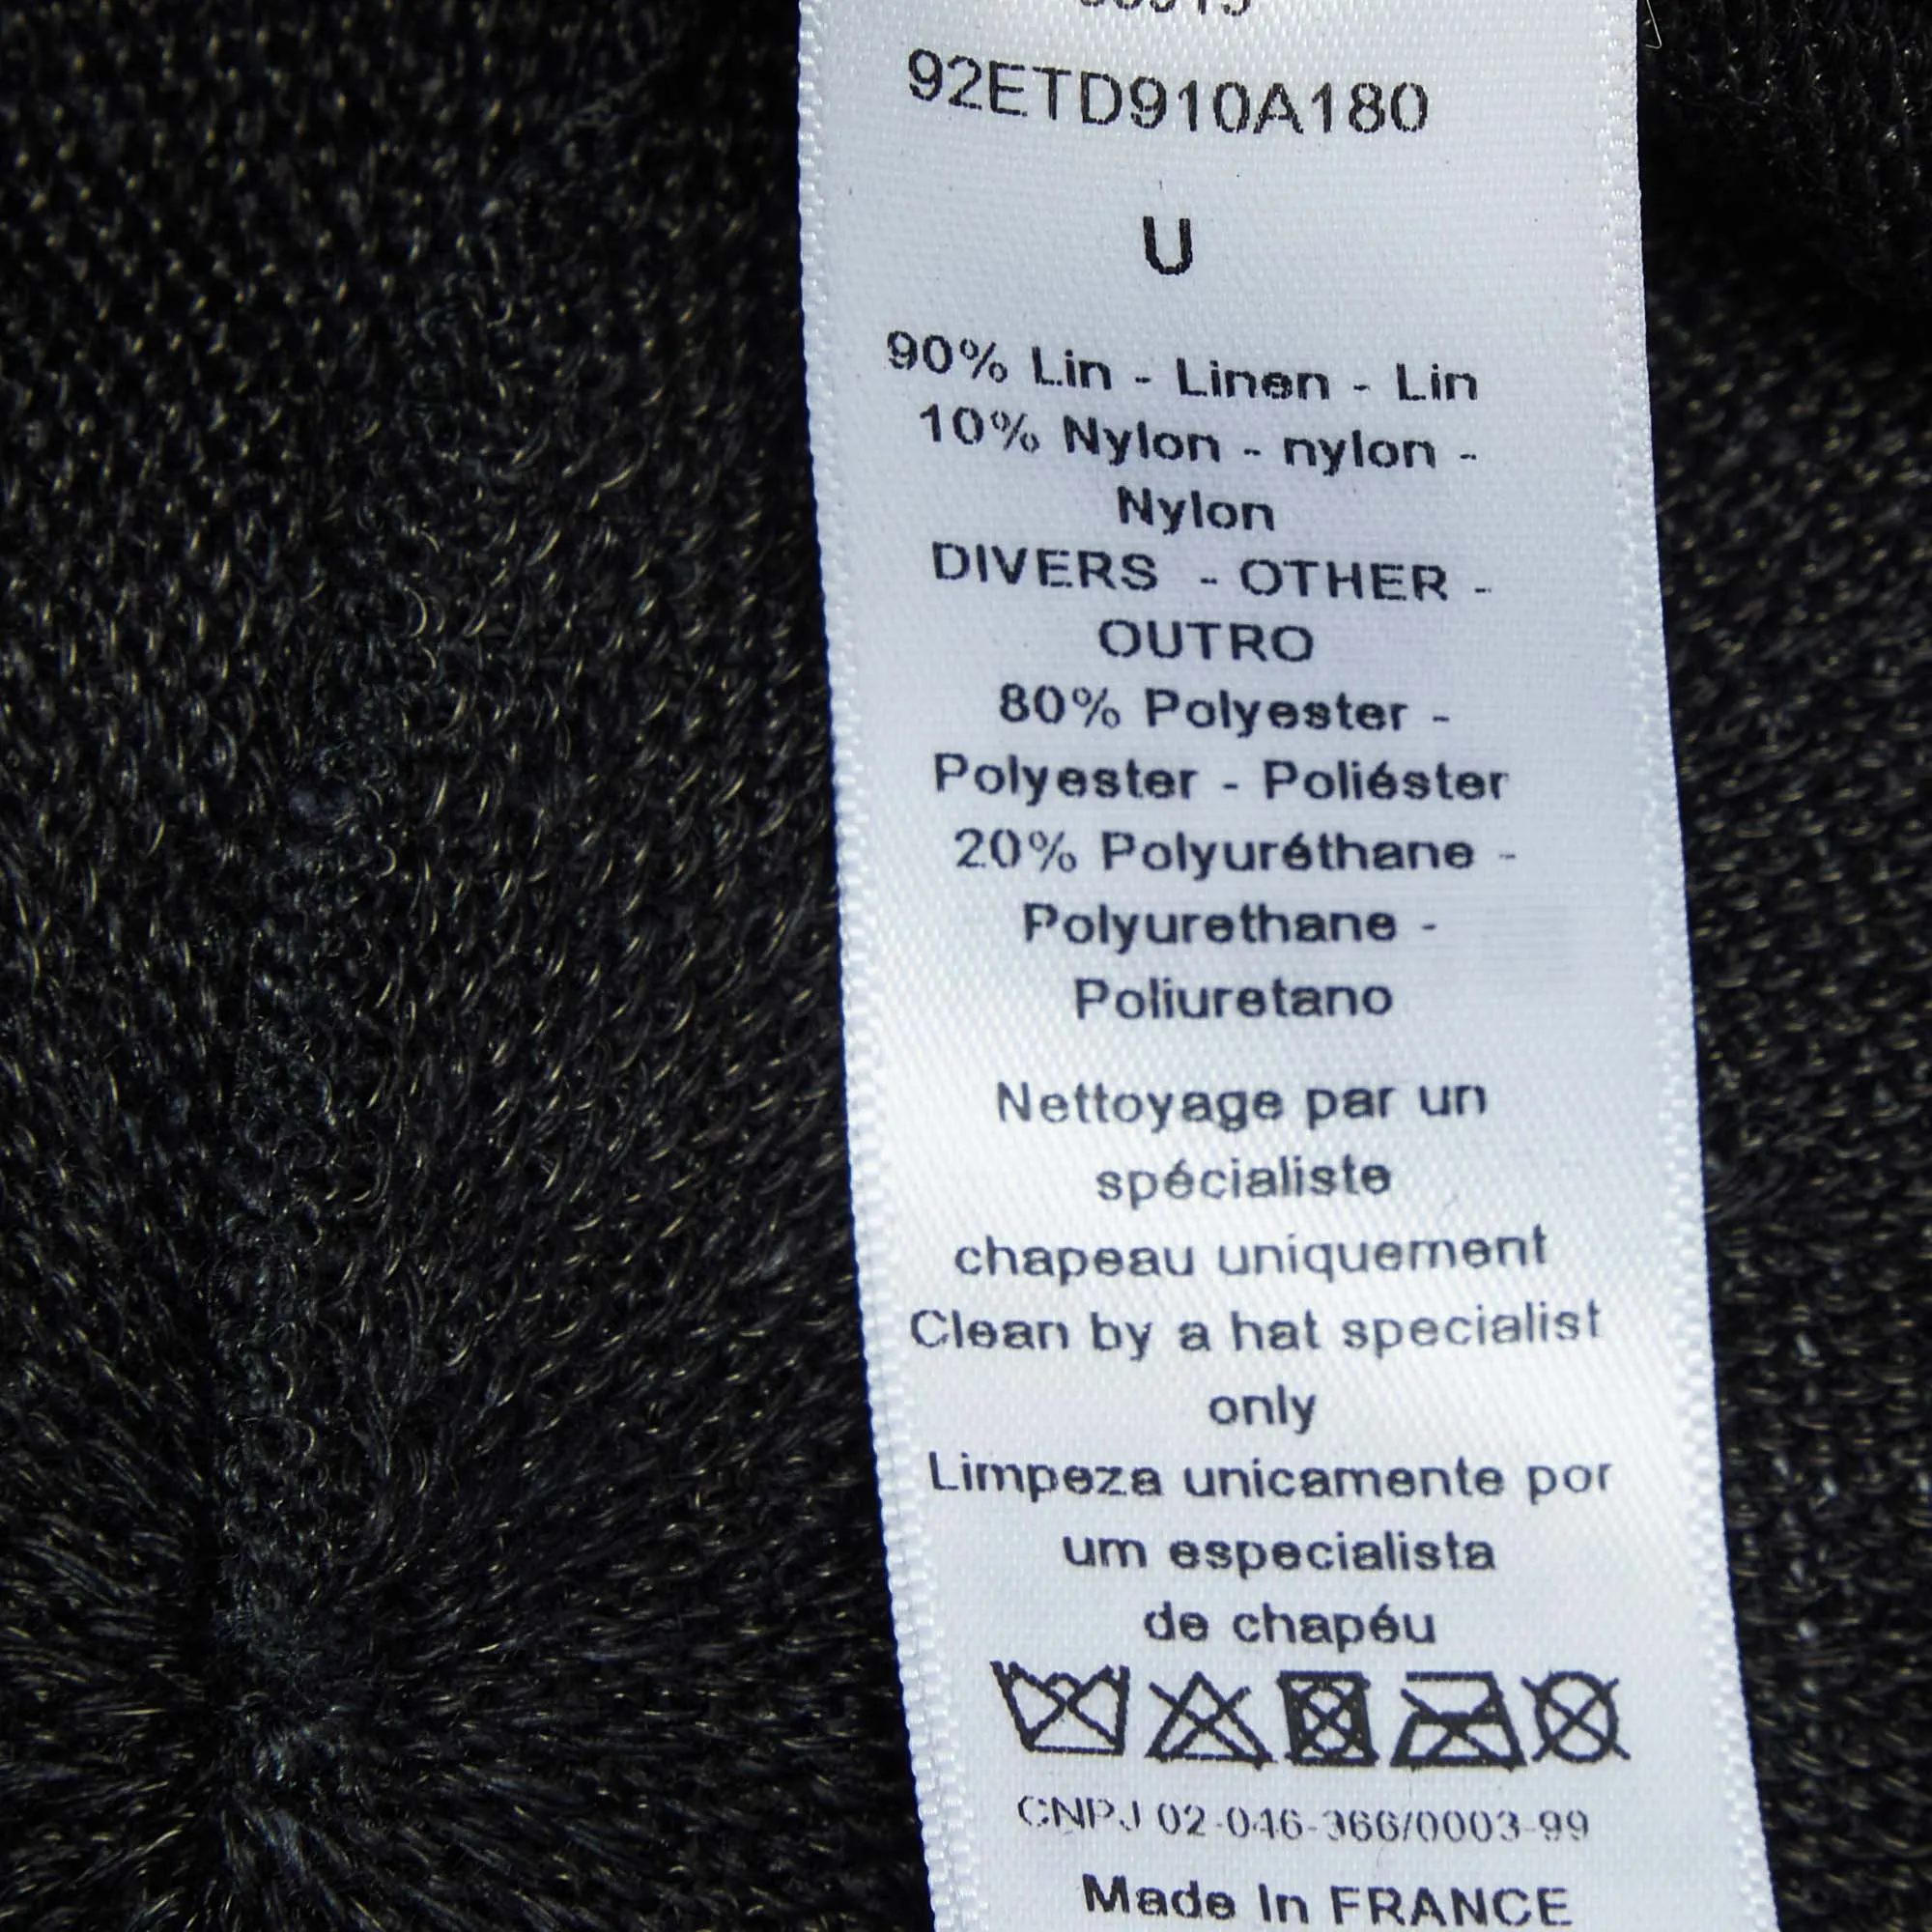 92ETD910A180
U
90% Lin - Linen - Lin
10% Nylon - nylon -
Nylon
DIVERS - OTHER -
OUTRO
80% Polyester -
Polyester - Poliéster
20% Polyuréthane -
Polyurethane -
Poliuretano
Nettoyage par un
spécialiste
chapeau uniquement
Clean by a hat specialist
only
Limpeza unicamente por
um especialista
de chapéu
CNPJ 02-046-366/0003-99
Made In FRANCE